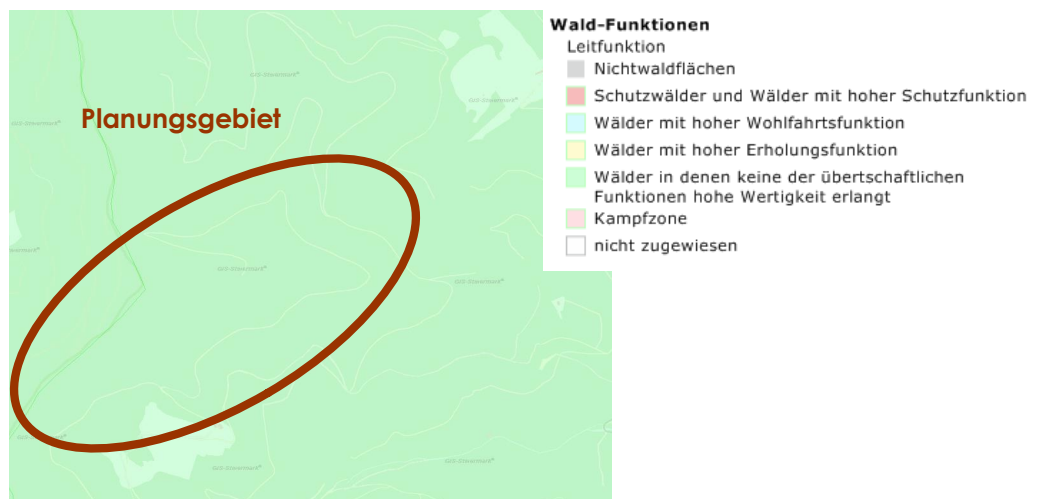 Planungsgebiet
Wald-Funktionen
Leitfunktion
Nichtwaldflächen
Schutzwälder und Wälder mit hoher Schutzfunktion
Wälder mit hoher Wohlfahrtsfunktion
Wälder mit hoher Erholungsfunktion
Wälder in denen keine der übertschaftlichen
Funktionen hohe Wertigkeit erlangt
Kampfzone
nicht zugewiesen